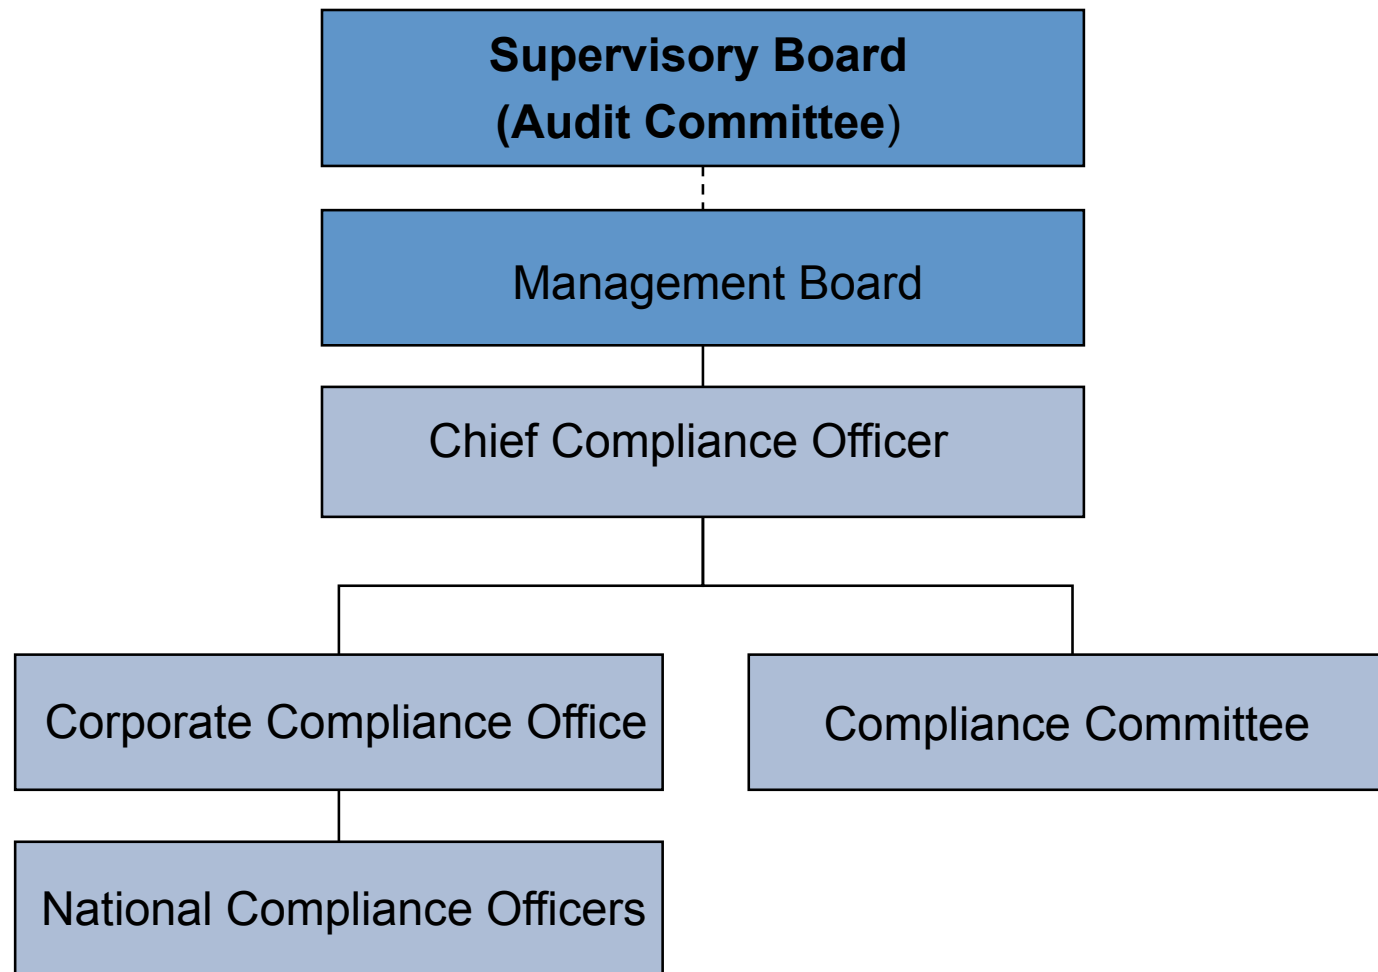 Supervisory Board
(Audit Committee)
Management Board
Chief Compliance Officer
Corporate Compliance Office
Compliance Committee
National Compliance Officers